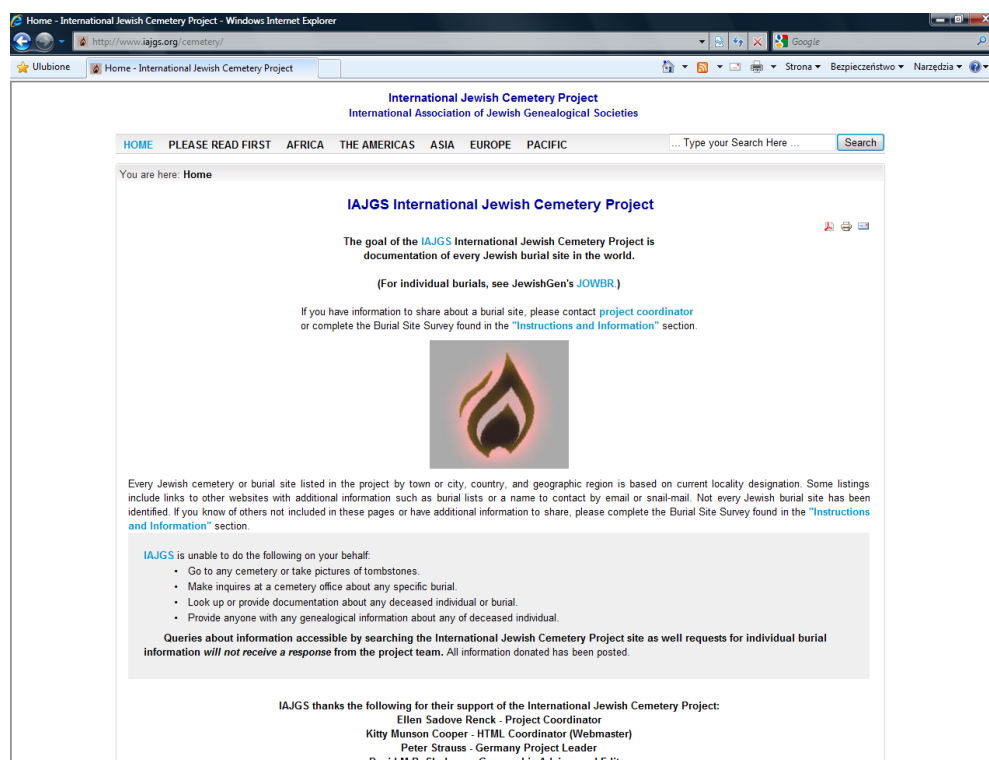 Home - International Jewish Cemetery Project - Windows Internet Explorer
http://www.iajgs.org/cemetery/
Google
Ulubione
Home - International Jewish Cemetery Project
Strona
Bezpieczeństwo
Narzędzia
International Jewish Cemetery Project
International Association of Jewish Genealogical Societies
HOME PLEASE READ FIRST AFRICA THE AMERICAS ASIA EUROPE PACIFIC
... Type your Search Here ... Search
You are here: Home
IAJGS International Jewish Cemetery Project
The goal of the IAJGS International Jewish Cemetery Project is
documentation of every Jewish burial site in the world.
(For individual burials, see JewishGen's JOWBR.)
If you have information to share about a burial site, please contact project coordinator
or complete the Burial Site Survey found in the "Instructions and Information" section.
Every Jewish cemetery or burial site listed in the project by town or city, country, and geographic region is based on current locality designation. Some listings
include links to other websites with additional information such as burial lists or a name to contact by email or snail-mail. Not every Jewish burial site has been
identified. If you know of others not included in these pages or have additional information to share, please complete the Burial Site Survey found in the "Instructions
and Information" section.
IAJGS is unable to do the following on your behalf:
• Go to any cemetery or take pictures of tombstones.
• Make inquires at a cemetery office about any specific burial.
• Look up or provide documentation about any deceased individual or burial.
• Provide anyone with any genealogical information about any of deceased individual.
Queries about information accessible by searching the International Jewish Cemetery Project site as well requests for individual burial
information will not receive a response from the project team. All information donated has been posted.
IAJGS thanks the following for their support of the International Jewish Cemetery Project:
Ellen Sadove Renck - Project Coordinator
Kitty Munson Cooper - HTML Coordinator (Webmaster)
Peter Strauss - Germany Project Leader